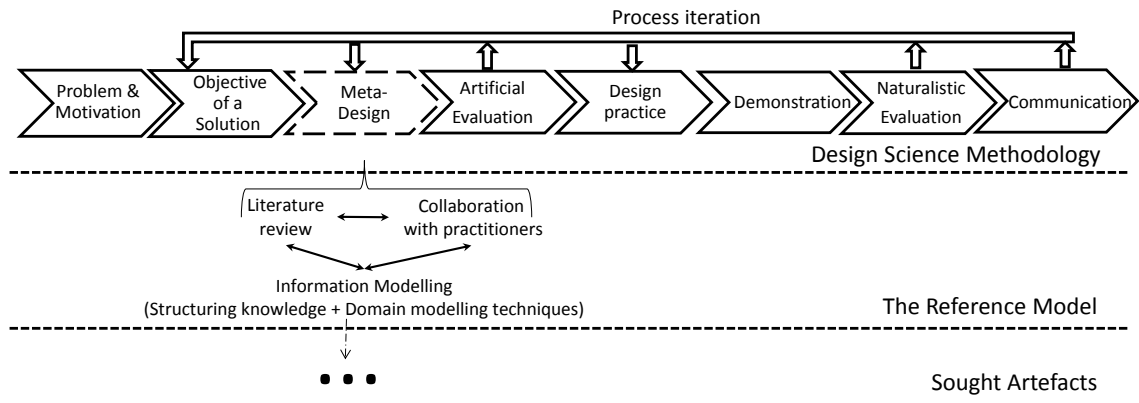 Process iteration
Problem &
Motivation
Objective
of a
Solution
Meta-
Design
Artificial
Evaluation
Design
practice
Demonstration
Naturalistic
Evaluation
Communication
Design Science Methodology
Literature
review
Collaboration
with practitioners
Information Modelling
(Structuring knowledge + Domain modelling techniques)
The Reference Model
Sought Artefacts